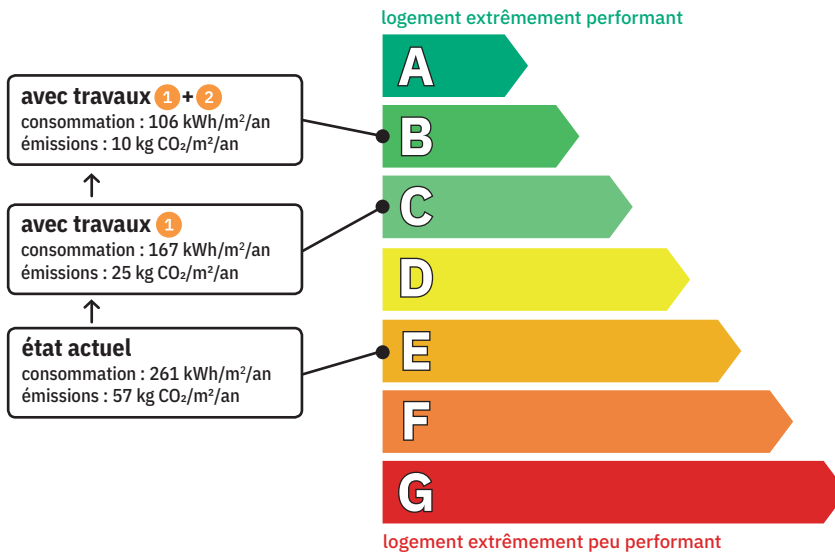 logement extrêmement performant
A
avec travaux 1 + 2
consommation : 106 kWh/m²/an
émissions : 10 kg CO₂/m²/an
B
avec travaux 1
consommation : 167 kWh/m²/an
émissions : 25 kg CO₂/m²/an
C
D
état actuel
consommation : 261 kWh/m²/an
émissions : 57 kg CO₂/m²/an
E
F
G
logement extrêmement peu performant